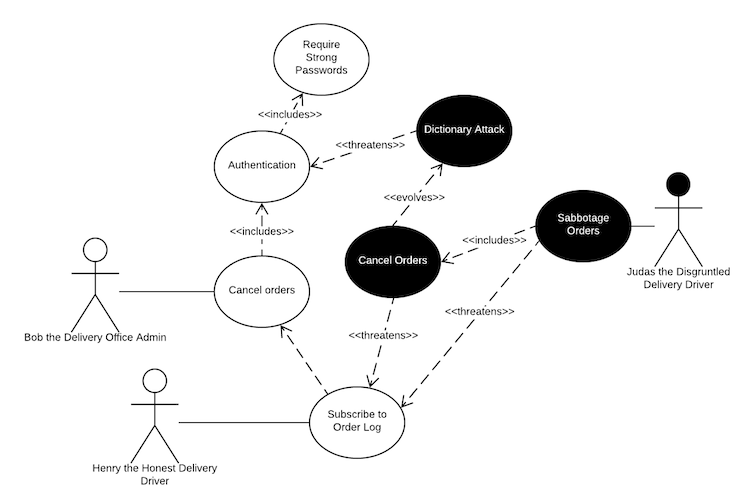 Require
Strong
Passwords
<<includes>>
Dictionary Attack
<<threatens>>
Authentication
<<evolves>>
Sabbotage
Orders
<<includes>>
<<includes>>
Cancel Orders
Judas the Disgruntled
Delivery Driver
Cancel orders
<<threatens>>
Bob the Delivery Office Admin
<<threatens>>
Subscribe to
Order Log
Henry the Honest Delivery
Driver